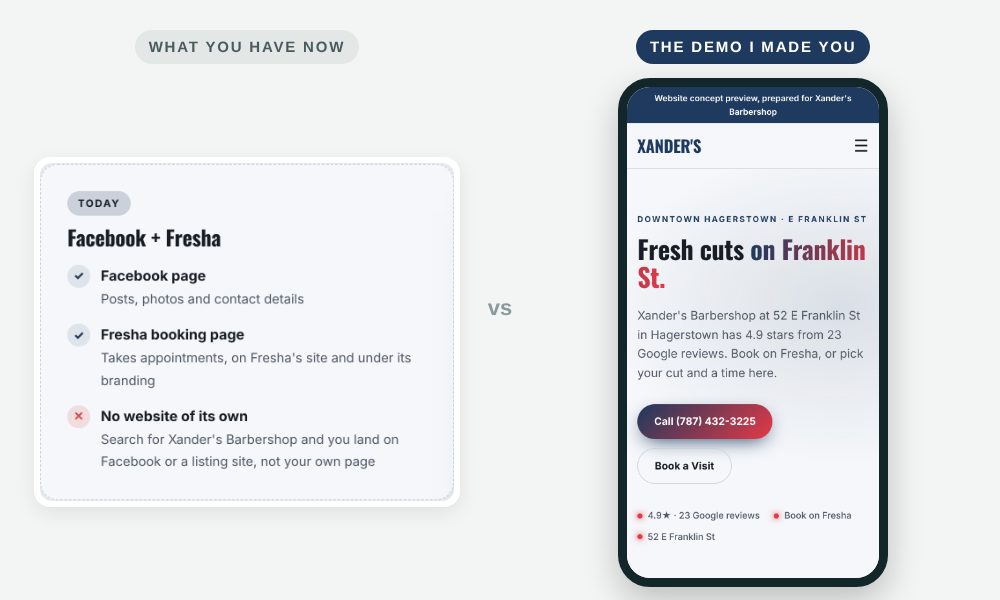 WHAT YOU HAVE NOW
TODAY
Facebook + Fresha
Facebook page
Posts, photos and contact details
Fresha booking page
Takes appointments, on Fresha's site and under its
branding
No website of its own
Search for Xander's Barbershop and you land on
Facebook or a listing site, not your own page
vs
THE DEMO I MADE YOU
Website concept preview, prepared for Xander's
Barbershop
XANDER'S
DOWNTOWN HAGERSTOWN · E FRANKLIN ST
Fresh cuts on Franklin
St.
Xander's Barbershop at 52 E Franklin St
in Hagerstown has 4.9 stars from 23
Google reviews. Book on Fresha, or pick
your cut and a time here.
Call (787) 432-3225
Book a Visit
4.9★ · 23 Google reviews
Book on Fresha
52 E Franklin St